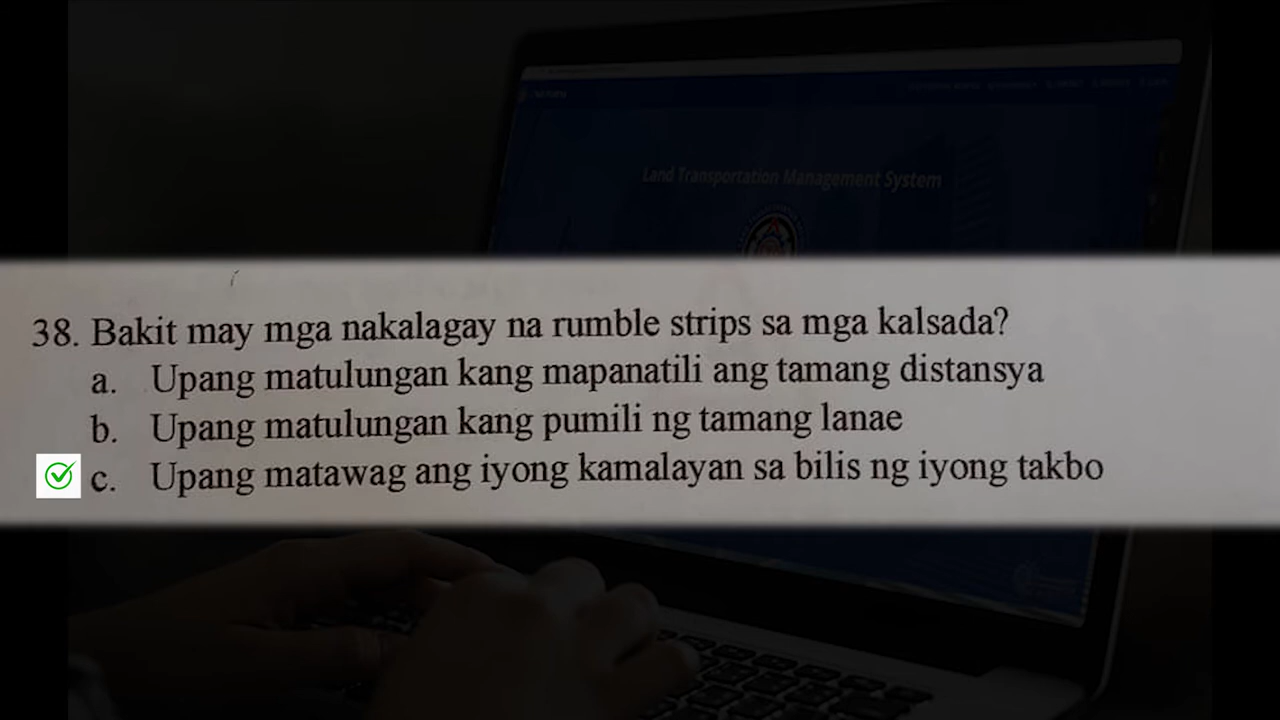 Land Transportation Management System
38. Bakit may mga nakalagay na rumble strips sa mga kalsada?
a. Upang matulungan kang mapanatili ang tamang distansya
b. Upang matulungan kang pumili ng tamang lanae
c. Upang matawag ang iyong kamalayan sa bilis ng iyong takbo